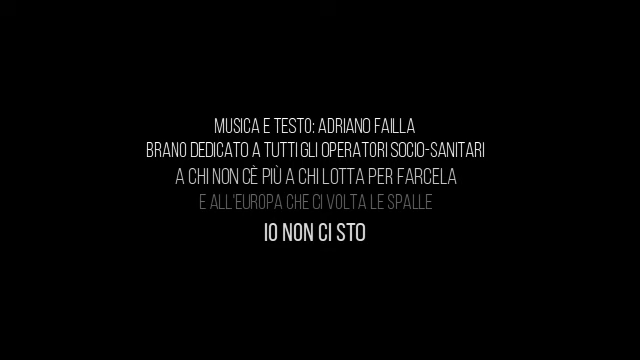 MUSICA E TESTO: ADRIANO FAILLA
BRANO DEDICATO A TUTTI GLI OPERATORI SOCIO-SANITARI
A CHI NON CÈ PIÙ A CHI LOTTA PER FARCELA
E ALL'EUROPA CHE CI VOLTA LE SPALLE
IO NON CI STO